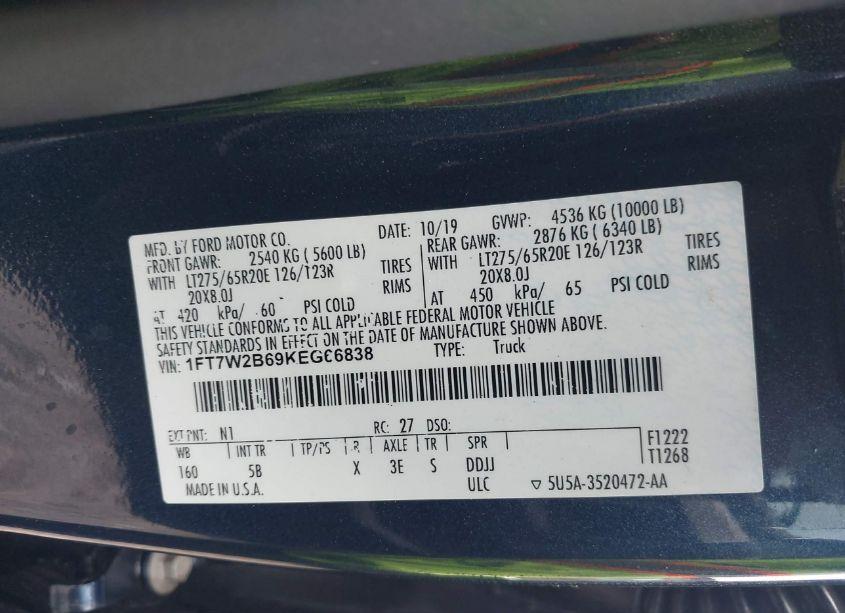 MFD. BY FORD MOTOR CO. DATE: 10/19 GVWP: 4536 KG (10000 LB)
FRONT GAWR: 2540 KG ( 5600 LB) REAR GAWR: 2876 KG ( 6340 LB)
WITH LT275/65R20E 126/123R TIRES WITH LT275/65R20E 126/123R TIRES
20X8.0J RIMS 20X8.0J RIMS
AT 420 kPa/ 60 PSI COLD AT 450 kPa/ 65 PSI COLD
THIS VEHICLE CONFORMS TO ALL APPLICABLE FEDERAL MOTOR VEHICLE
SAFETY STANDARDS IN EFFECT ON THE DATE OF MANUFACTURE SHOWN ABOVE.
VIN: 1FT7W2B69KEG06838 TYPE: Truck
EXT PNT: N1 RC: 27 DSO:
WB INT TR TP/PS R AXLE TR SPR F1222
160 5B X 3E S DDJJ T1268
MADE IN U.S.A. ULC ▽ 5U5A-3520472-AA